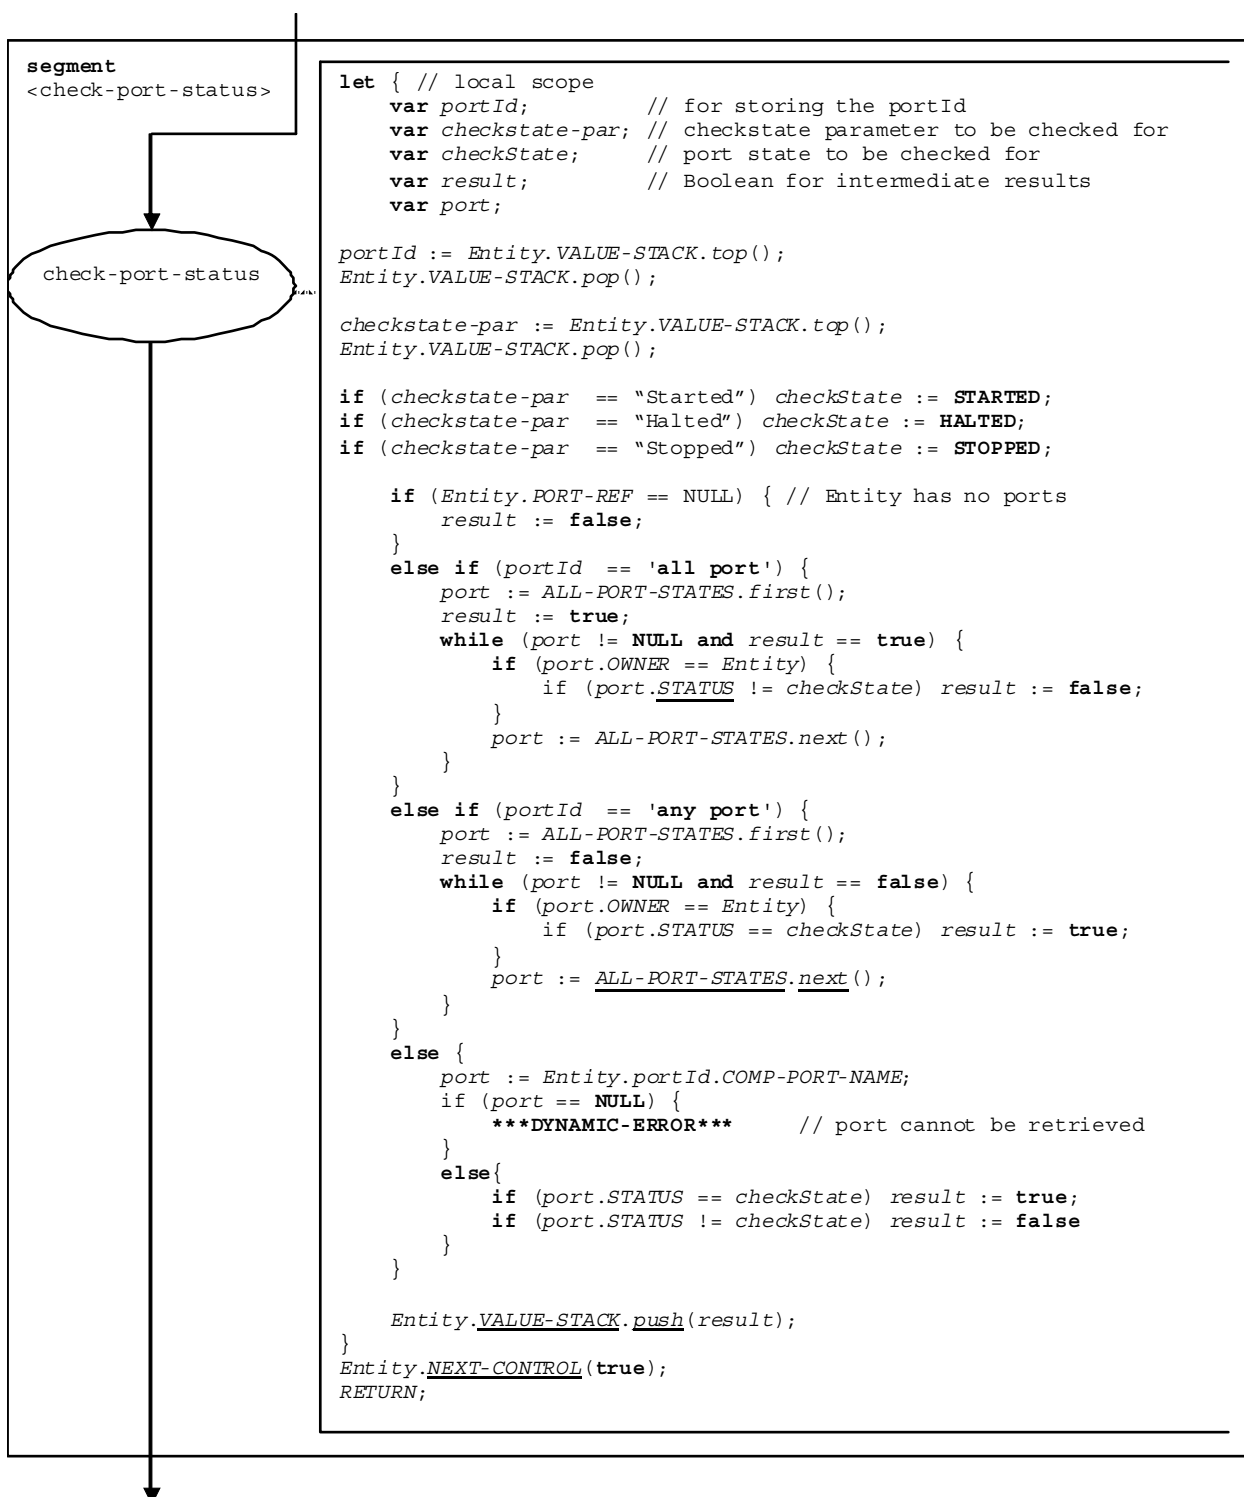 segment
<check-port-status>
check-port-status
let { // local scope
    var portId;         // for storing the portId
    var checkstate-par; // checkstate parameter to be checked for
    var checkState;     // port state to be checked for
    var result;         // Boolean for intermediate results
    var port;
portId := Entity.VALUE-STACK.top();
Entity.VALUE-STACK.pop();
checkstate-par := Entity.VALUE-STACK.top();
Entity.VALUE-STACK.pop();
if (checkstate-par  == “Started”) checkState := STARTED;
if (checkstate-par  == “Halted”) checkState := HALTED;
if (checkstate-par  == “Stopped”) checkState := STOPPED;
    if (Entity.PORT-REF == NULL) { // Entity has no ports
        result := false;
    }
    else if (portId  == 'all port') {
        port := ALL-PORT-STATES.first();
        result := true;
        while (port != NULL and result == true) {
            if (port.OWNER == Entity) {
                if (port.STATUS != checkState) result := false;
            }
            port := ALL-PORT-STATES.next();
        }
    }
    else if (portId  == 'any port') {
        port := ALL-PORT-STATES.first();
        result := false;
        while (port != NULL and result == false) {
            if (port.OWNER == Entity) {
                if (port.STATUS == checkState) result := true;
            }
            port := ALL-PORT-STATES.next();
        }
    }
    else {
        port := Entity.portId.COMP-PORT-NAME;
        if (port == NULL) {
            ***DYNAMIC-ERROR***     // port cannot be retrieved
        }
        else{
            if (port.STATUS == checkState) result := true;
            if (port.STATUS != checkState) result := false
        }
    }
    Entity.VALUE-STACK.push(result);
}
Entity.NEXT-CONTROL(true);
RETURN;